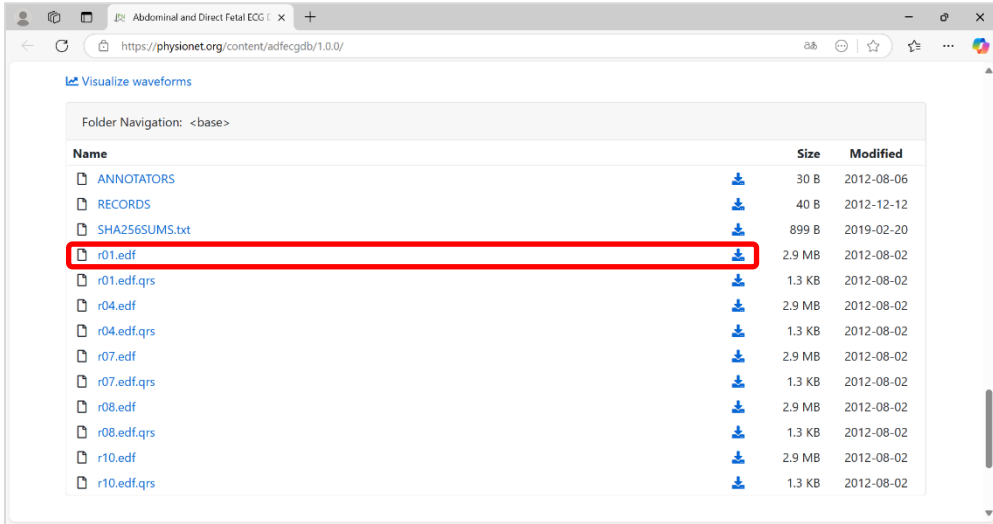 Abdominal and Direct Fetal ECG D
https://physionet.org/content/adfecgdb/1.0.0/
Visualize waveforms
Folder Navigation: <base>
Name Size Modified
ANNOTATORS 30 B 2012-08-06
RECORDS 40 B 2012-12-12
SHA256SUMS.txt 899 B 2019-02-20
r01.edf 2.9 MB 2012-08-02
r01.edf.qrs 1.3 KB 2012-08-02
r04.edf 2.9 MB 2012-08-02
r04.edf.qrs 1.3 KB 2012-08-02
r07.edf 2.9 MB 2012-08-02
r07.edf.qrs 1.3 KB 2012-08-02
r08.edf 2.9 MB 2012-08-02
r08.edf.qrs 1.3 KB 2012-08-02
r10.edf 2.9 MB 2012-08-02
r10.edf.qrs 1.3 KB 2012-08-02